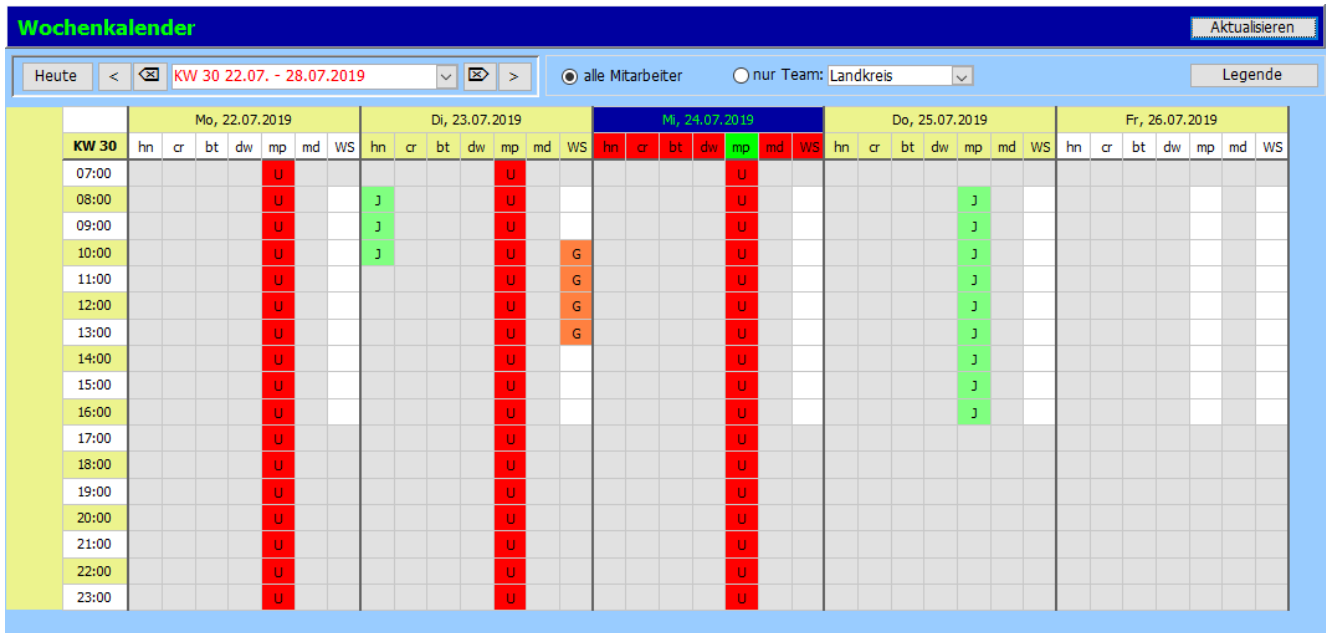 Wochenkalender Aktualisieren
Heute < KW 30 22.07. - 28.07.2019 > alle Mitarbeiter nur Team: Landkreis Legende
Mo, 22.07.2019 Di, 23.07.2019 Mi, 24.07.2019 Do, 25.07.2019 Fr, 26.07.2019
KW 30 hn cr bt dw mp md WS hn cr bt dw mp md WS hn cr bt dw mp md WS hn cr bt dw mp md WS hn cr bt dw mp md WS
07:00 U U U
08:00 U J U U J
09:00 U J U U J
10:00 U J U G U J
11:00 U U G U J
12:00 U U G U J
13:00 U U G U J
14:00 U U U J
15:00 U U U J
16:00 U U U J
17:00 U U U
18:00 U U U
19:00 U U U
20:00 U U U
21:00 U U U
22:00 U U U
23:00 U U U